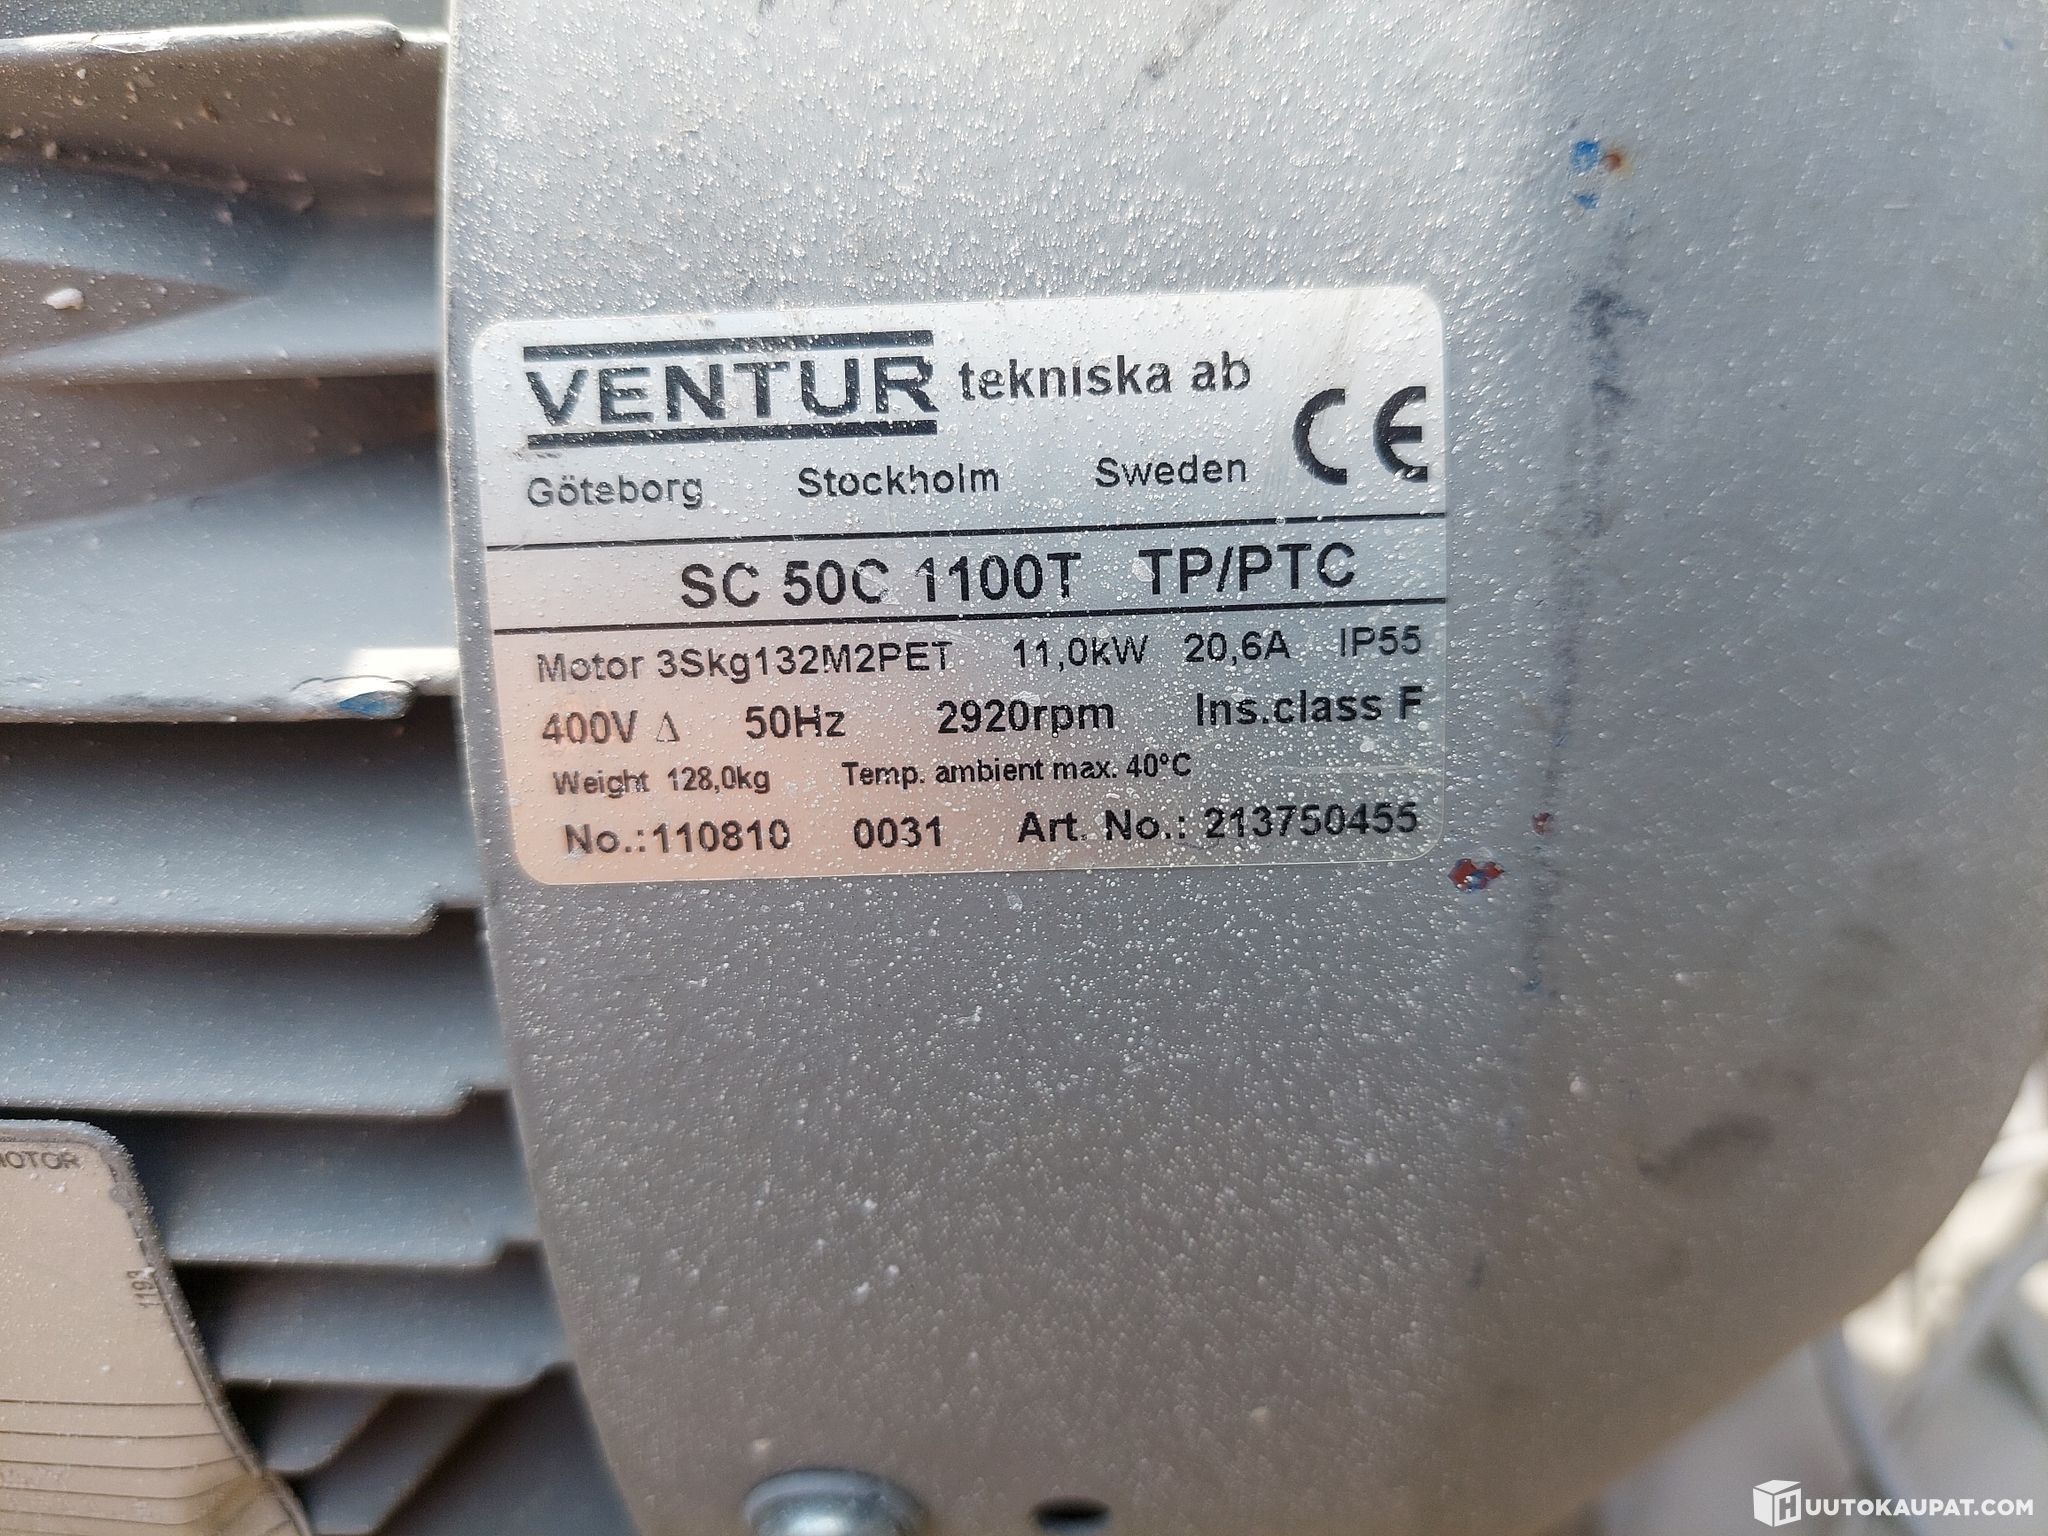 VENTUR tekniska ab
CE
Göteborg Stockholm Sweden
SC 50C 1100T TP/PTC
Motor 3Skg132M2PET 11,0kW 20,6A IP55
400V Δ 50Hz 2920rpm Ins.class F
Weight 128,0kg Temp. ambient max. 40°C
No.:110810 0031 Art. No.: 213750455
MOTOR
1193
HUUTOKAUPAT.COM